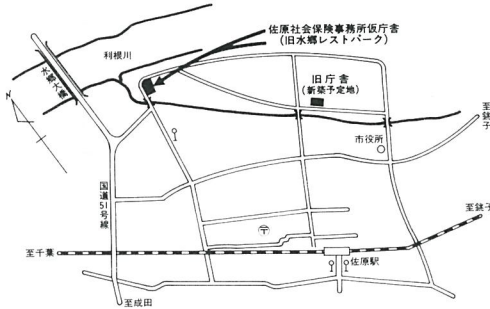 佐原社会保険事務所仮庁舎
(旧水郷レストパーク)
利根川
水郷大橋
旧庁舎
(新築予定地)
至銚子
市役所
国道51号線
至銚子
〒
至千葉
佐原駅
至成田